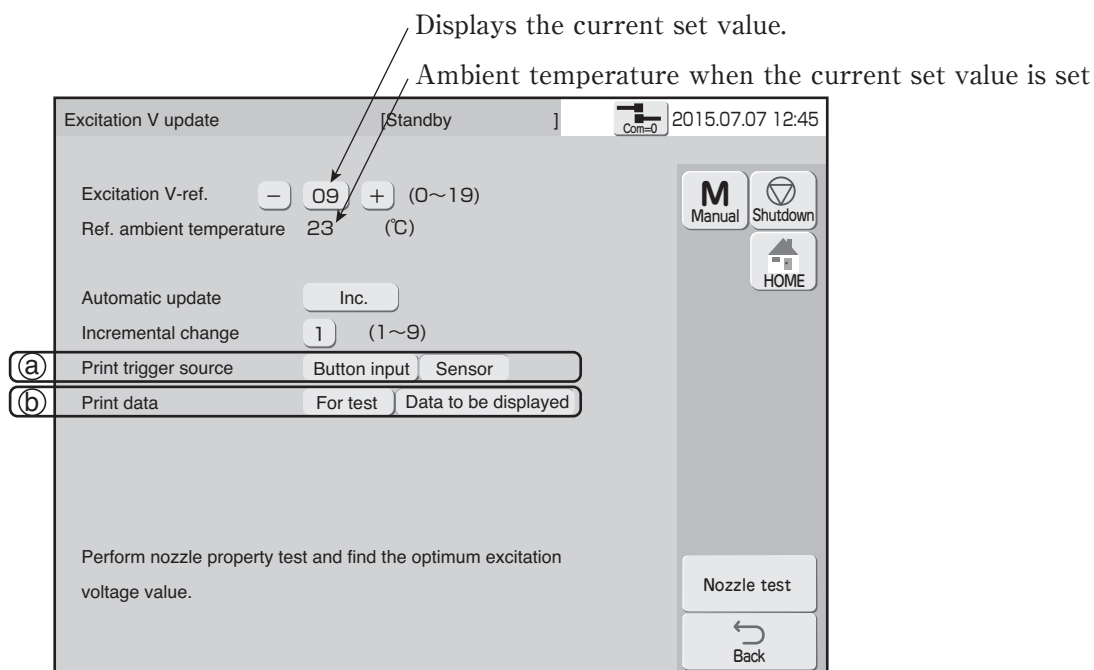 Displays the current set value.
Ambient temperature when the current set value is set
Excitation V update [Standby ] Com=0 2015.07.07 12:45
Excitation V-ref. − 09 + (0～19)
Ref. ambient temperature 23 (℃)
M
Manual
Shutdown
HOME
Automatic update Inc.
Incremental change 1 (1～9)
ⓐ Print trigger source Button input Sensor
ⓑ Print data For test Data to be displayed
Perform nozzle property test and find the optimum excitation
voltage value.
Nozzle test
Back